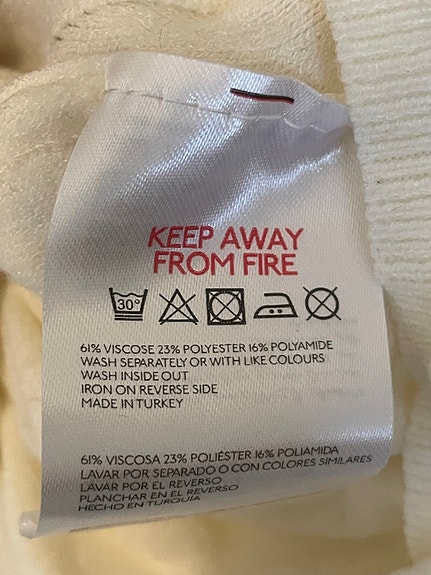 KEEP AWAY
FROM FIRE
30°
61% VISCOSE 23% POLYESTER 16% POLYAMIDE
WASH SEPARATELY OR WITH LIKE COLOURS
WASH INSIDE OUT
IRON ON REVERSE SIDE
MADE IN TURKEY
61% VISCOSA 23% POLIÉSTER 16% POLIAMIDA
LAVAR POR SEPARADO O CON COLORES SIMILARES
LAVAR POR EL REVERSO
PLANCHAR EN EL REVERSO
HECHO EN TURQUIA